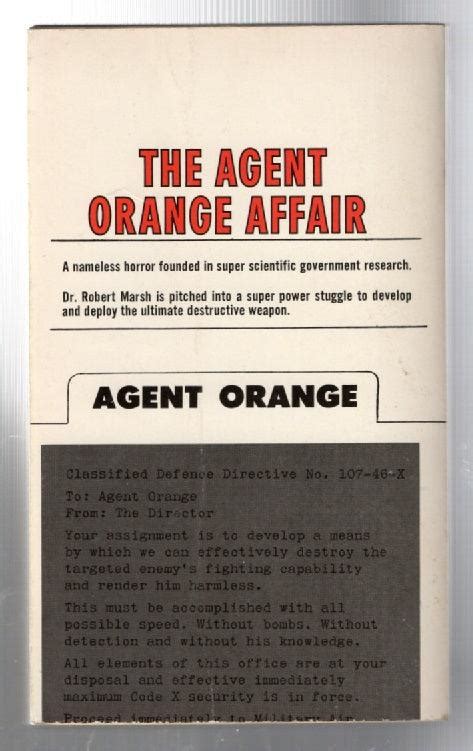 THE AGENT
ORANGE AFFAIR
A nameless horror founded in super scientific government research.
Dr. Robert Marsh is pitched into a super power stuggle to develop
and deploy the ultimate destructive weapon.
AGENT ORANGE
Classified Defence Directive No. 107-46-X
To: Agent Orange
From: The Director
Your assignment is to develop a means
by which we can effectively destroy the
targeted enemy's fighting capability
and render him harmless.
This must be accomplished with all
possible speed. Without bombs. Without
detection and without his knowledge.
All elements of this office are at your
disposal and effective immediately
maximum Code X security is in force.
Proceed immediately to Military Air